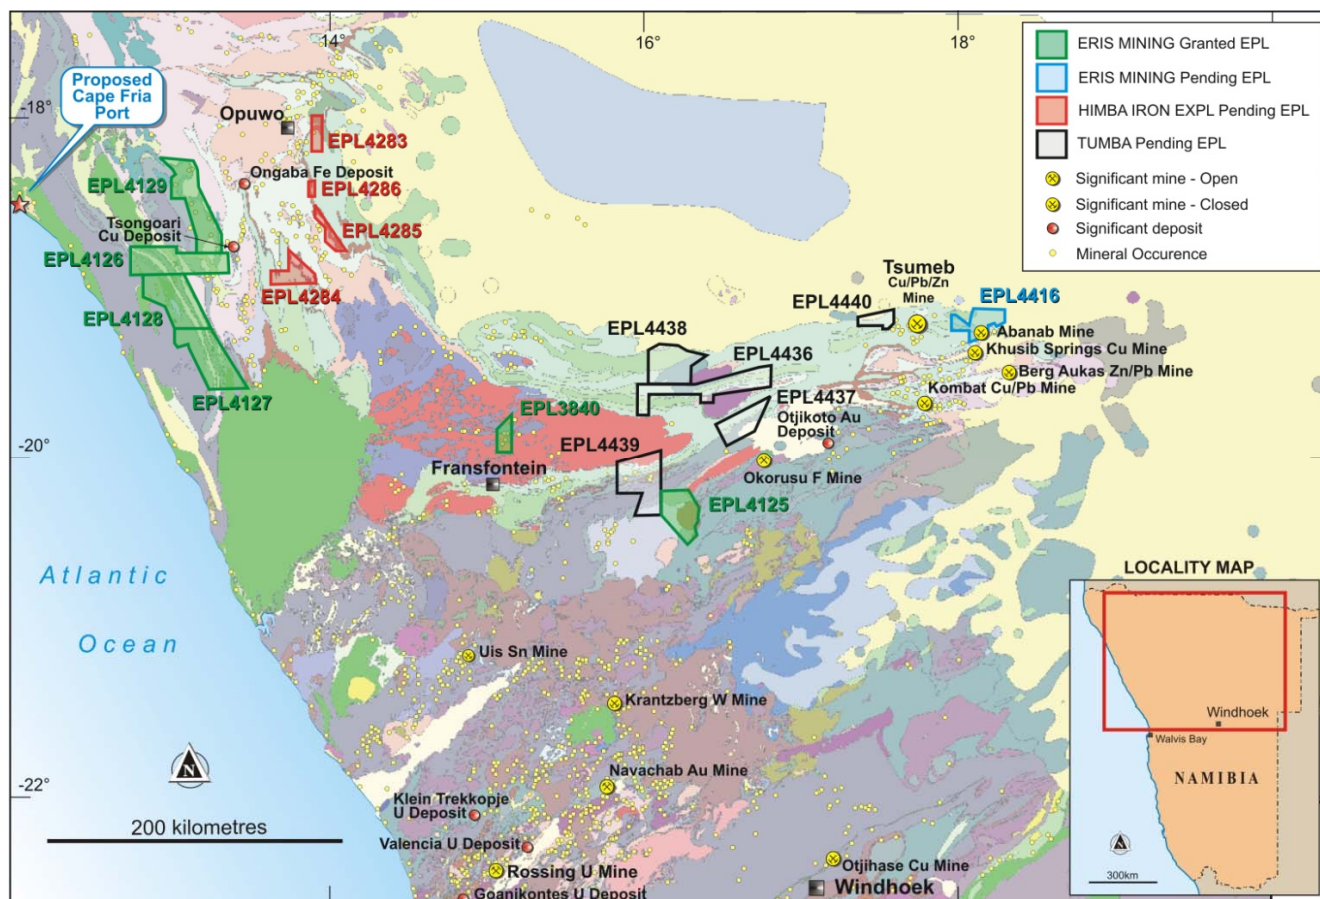 14°
16°
18°
-18°
-20°
-22°
Proposed
Cape Fria
Port
Opuwo
EPL4283
Ongaba Fe Deposit
EPL4286
EPL4129
Tsongoari
Cu Deposit
EPL4285
EPL4126
EPL4284
EPL4128
EPL4127
ERIS MINING Granted EPL
ERIS MINING Pending EPL
HIMBA IRON EXPL Pending EPL
TUMBA Pending EPL
Significant mine - Open
Significant mine - Closed
Significant deposit
Mineral Occurence
Tsumeb
Cu/Pb/Zn
Mine
EPL4440
EPL4416
Abanab Mine
EPL4438
Khusib Springs Cu Mine
EPL4436
Berg Aukas Zn/Pb Mine
Kombat Cu/Pb Mine
EPL4437
EPL3840
Otjikoto Au
Deposit
EPL4439
Fransfontein
Okorusu F Mine
EPL4125
Atlantic
Ocean
LOCALITY MAP
Windhoek
Walvis Bay
NAMIBIA
N
300km
Uis Sn Mine
Krantzberg W Mine
N
Navachab Au Mine
Klein Trekkopje
U Deposit
200 kilometres
Valencia U Deposit
Rossing U Mine
Otjihase Cu Mine
Goanikontes U Deposit
Windhoek